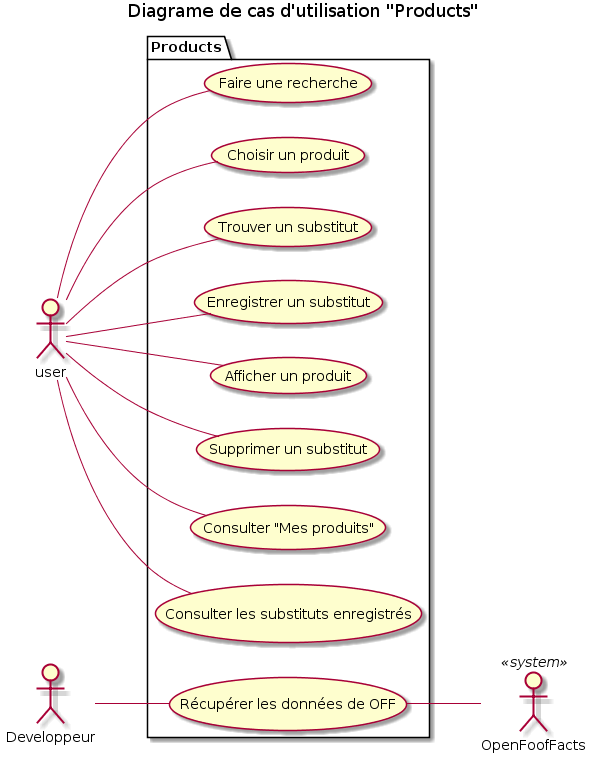 Diagrame de cas d'utilisation "Products"
Products
Faire une recherche
Choisir un produit
Trouver un substitut
Enregistrer un substitut
user
Afficher un produit
Supprimer un substitut
Consulter "Mes produits"
Consulter les substituts enregistrés
«system»
Developpeur
Récupérer les données de OFF
OpenFoofFacts